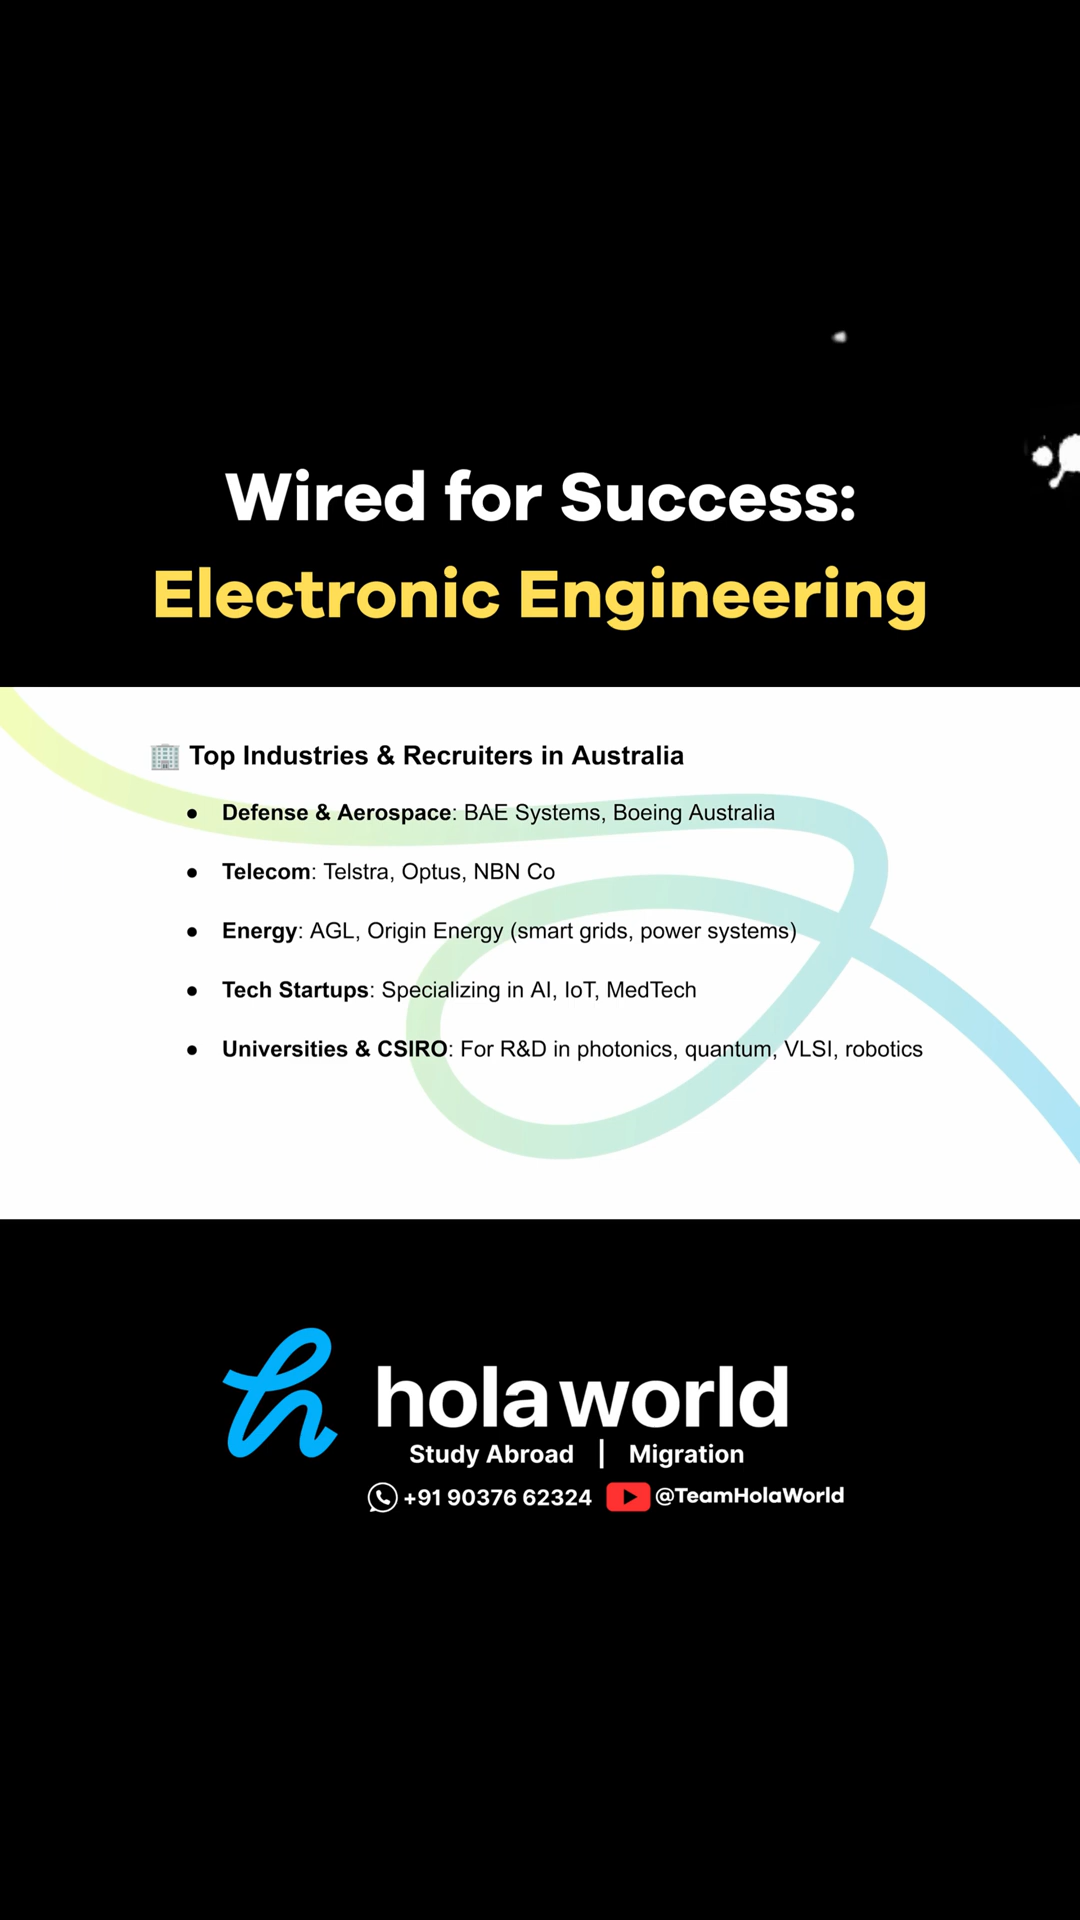 Wired for Success:
Electronic Engineering
🏢 Top Industries & Recruiters in Australia
● Defense & Aerospace: BAE Systems, Boeing Australia
● Telecom: Telstra, Optus, NBN Co
● Energy: AGL, Origin Energy (smart grids, power systems)
● Tech Startups: Specializing in AI, IoT, MedTech
● Universities & CSIRO: For R&D in photonics, quantum, VLSI, robotics
hola world
Study Abroad | Migration
+91 90376 62324 @TeamHolaWorld